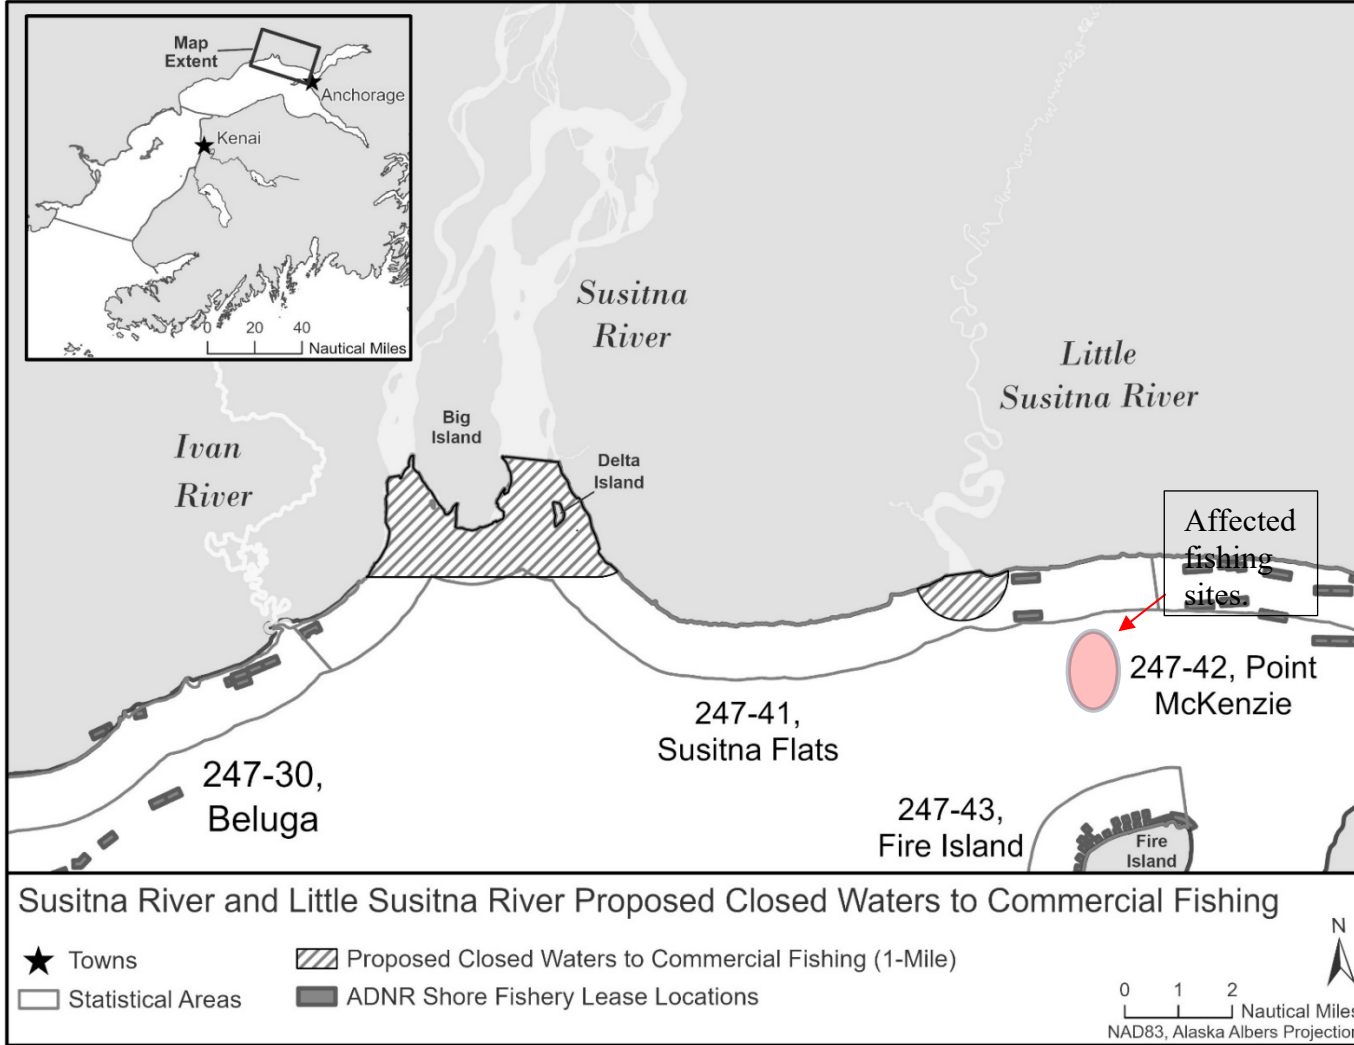 Map
Extent
Anchorage
Kenai
0 20 40
Nautical Miles
Susitna
River
Little
Susitna River
Ivan
River
Big
Island
Delta
Island
Affected
fishing
sites.
247-42, Point
McKenzie
247-41,
Susitna Flats
247-30,
Beluga
247-43,
Fire Island
Fire
Island
Susitna River and Little Susitna River Proposed Closed Waters to Commercial Fishing
Towns
Proposed Closed Waters to Commercial Fishing (1-Mile)
Statistical Areas
ADNR Shore Fishery Lease Locations
N
0 1 2
Nautical Miles
NAD83, Alaska Albers Projection